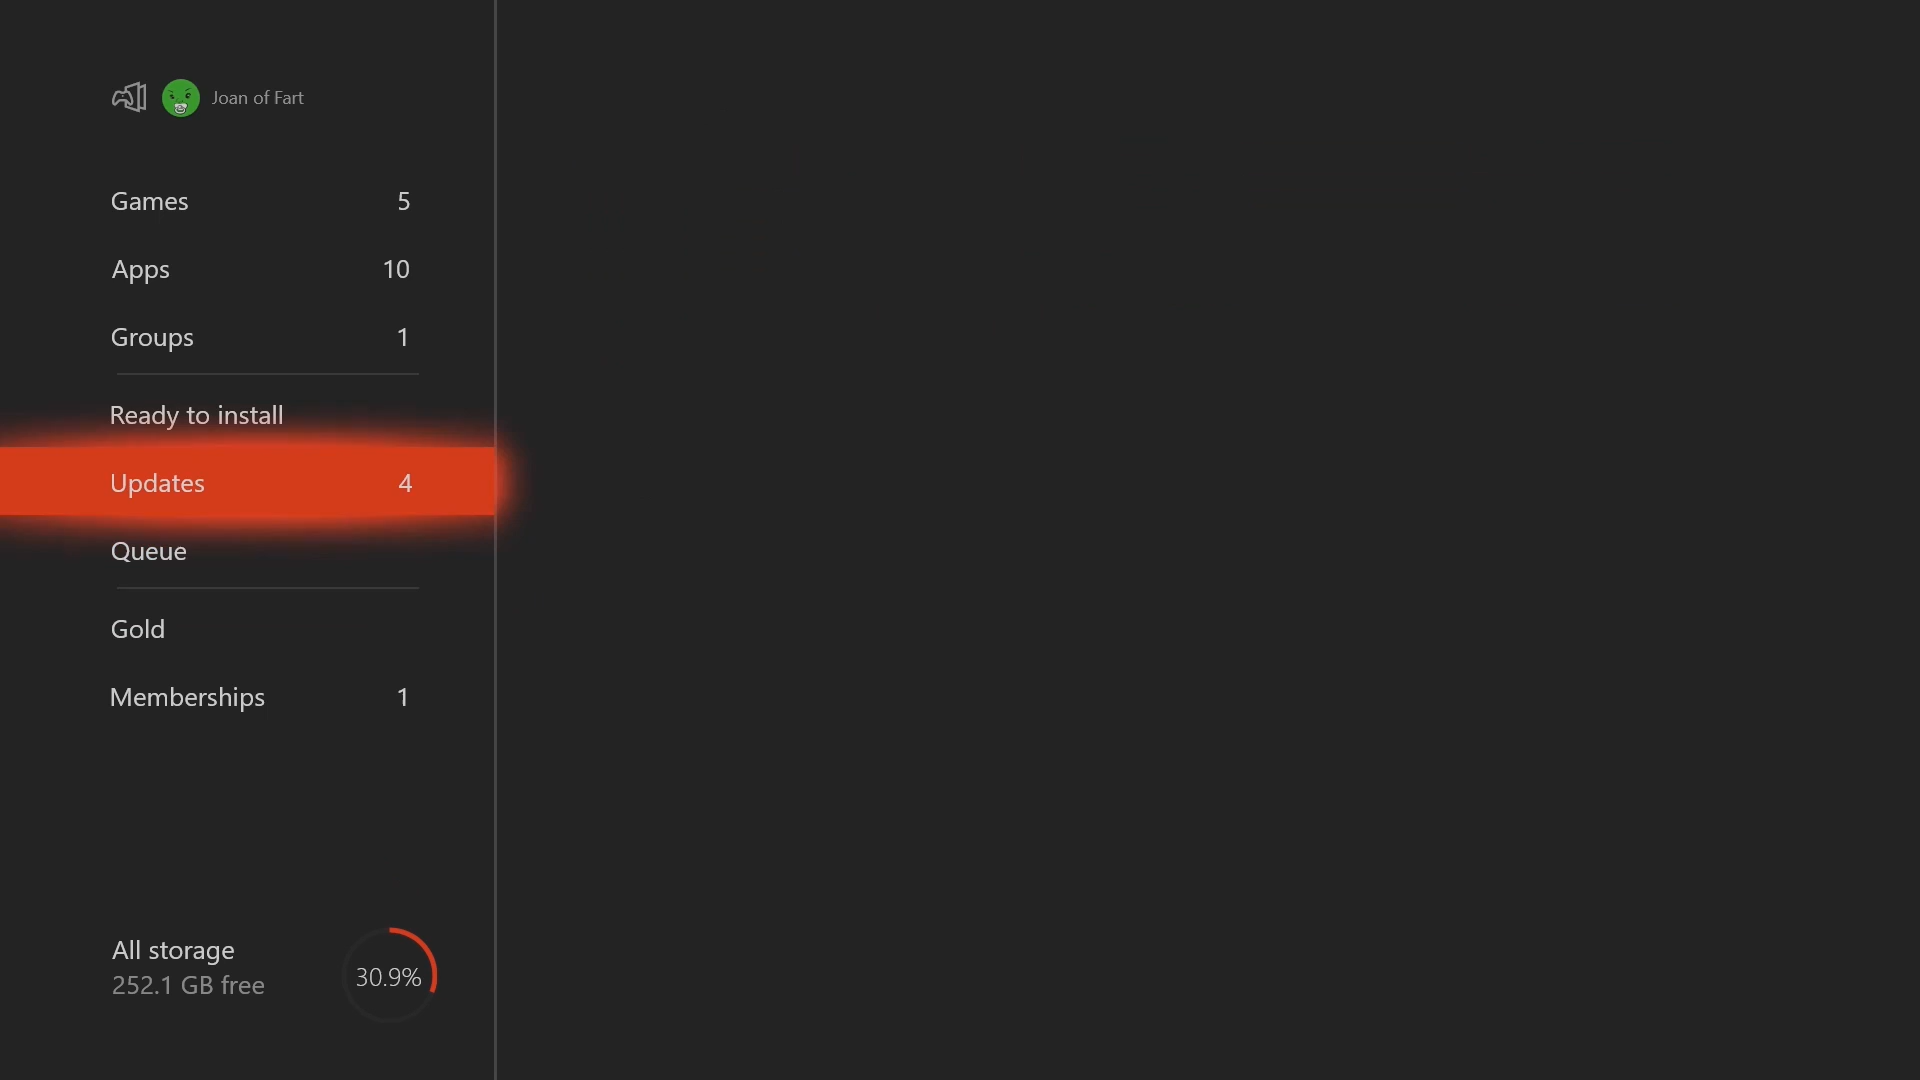 Joan of Fart
Games 5
Apps 10
Groups 1
Ready to install
Updates 4
Queue
Gold
Memberships 1
All storage
252.1 GB free
30.9%